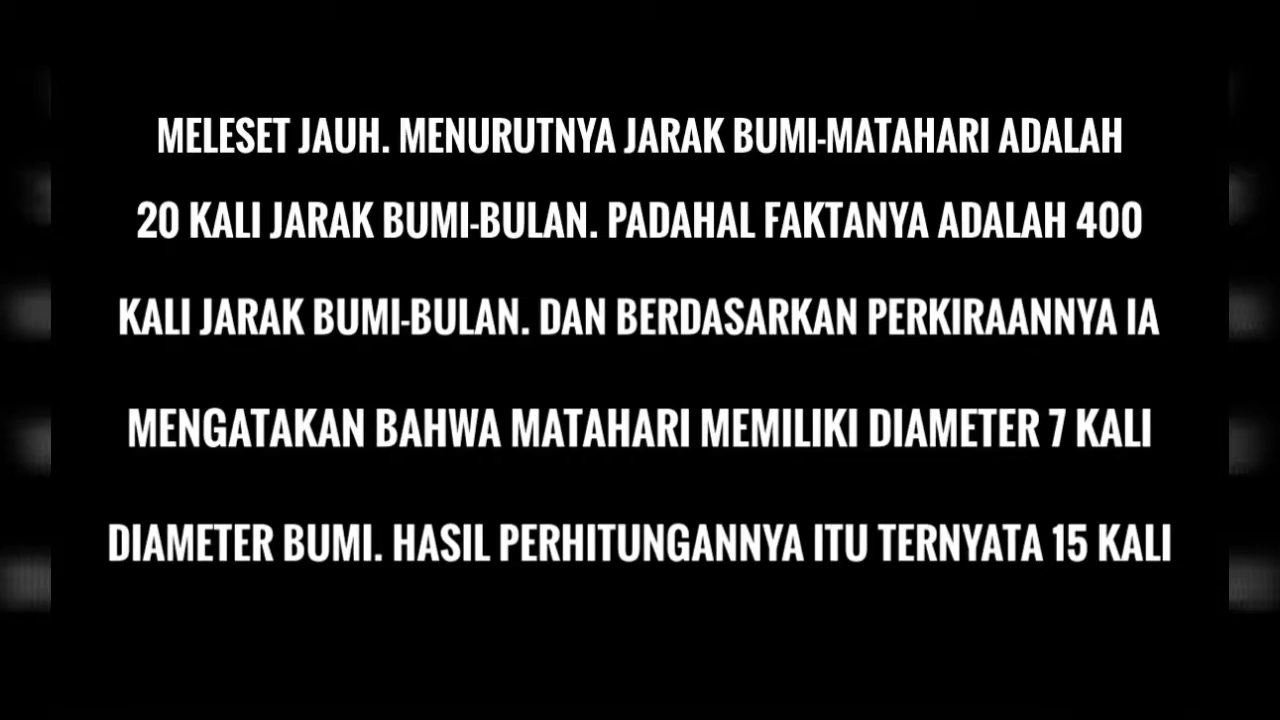 MELESET JAUH. MENURUTNYA JARAK BUMI-MATAHARI ADALAH
20 KALI JARAK BUMI-BULAN. PADAHAL FAKTANYA ADALAH 400
KALI JARAK BUMI-BULAN. DAN BERDASARKAN PERKIRAANNYA IA
MENGATAKAN BAHWA MATAHARI MEMILIKI DIAMETER 7 KALI
DIAMETER BUMI. HASIL PERHITUNGANNYA ITU TERNYATA 15 KALI